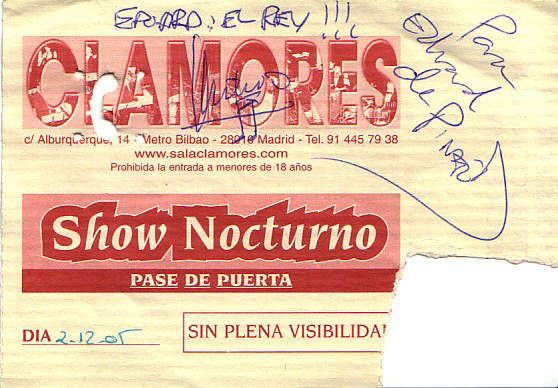 EDUARD: EL REY !!!
Para
Eduard
de
CLAMORES
c/ Alburquerque, 14 - Metro Bilbao - 28010 Madrid - Tel. 91 445 79 38
www.salaclamores.com
Prohibida la entrada a menores de 18 años
Show Nocturno
PASE DE PUERTA
DIA 2-12-05
SIN PLENA VISIBILIDA